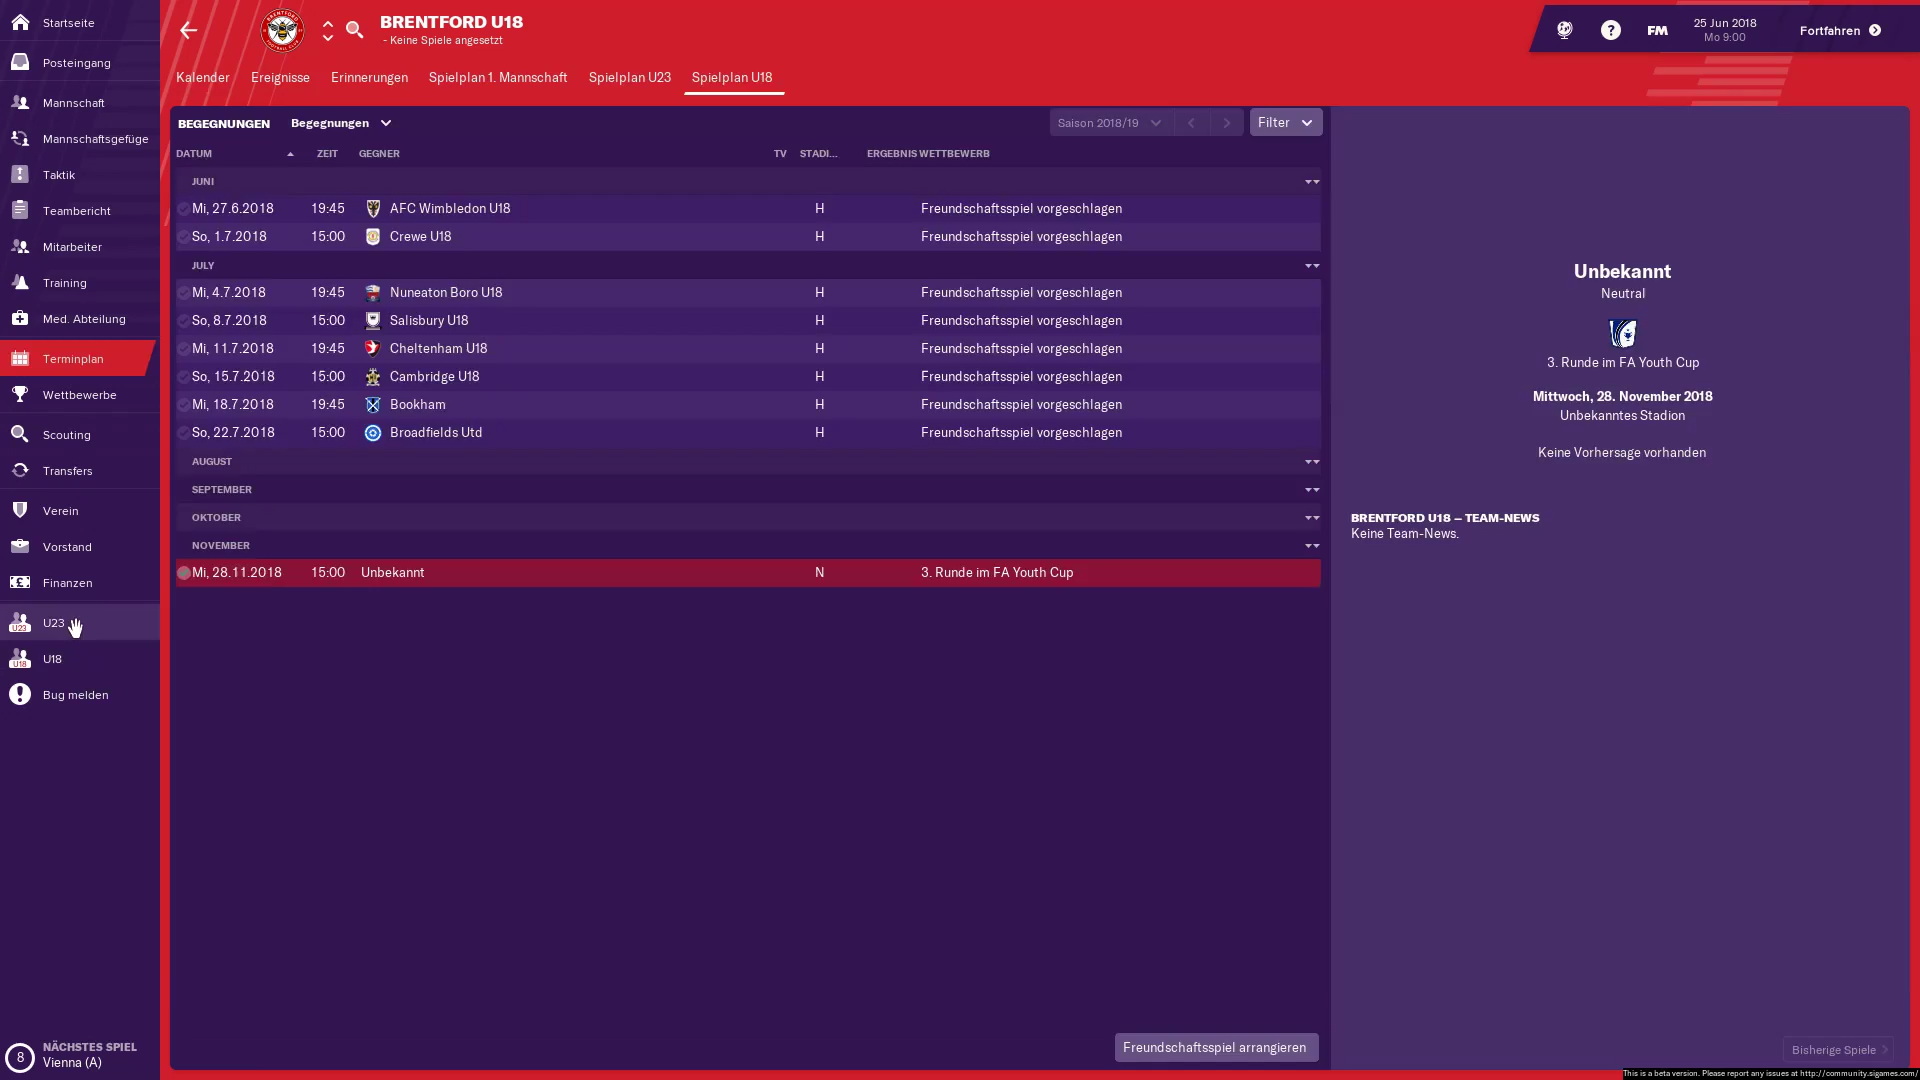 Startseite
Posteingang
Mannschaft
Mannschaftsgefüge
Taktik
Teambericht
Mitarbeiter
Training
Med. Abteilung
Terminplan
Wettbewerbe
Scouting
Transfers
Verein
Vorstand
Finanzen
U23
U23
U18
U18
Bug melden
8
NÄCHSTES SPIEL
Vienna (A)
BRENTFORD U18
- Keine Spiele angesetzt
FM
25 Jun 2018
Mo 9:00
Fortfahren
Kalender Ereignisse Erinnerungen Spielplan 1. Mannschaft Spielplan U23 Spielplan U18
BEGEGNUNGEN Begegnungen Saison 2018/19 Filter
DATUM ZEIT GEGNER TV STADI... ERGEBNIS WETTBEWERB
JUNI
Mi, 27.6.2018 19:45 AFC Wimbledon U18 H Freundschaftsspiel vorgeschlagen
So, 1.7.2018 15:00 Crewe U18 H Freundschaftsspiel vorgeschlagen
JULY
Mi, 4.7.2018 19:45 Nuneaton Boro U18 H Freundschaftsspiel vorgeschlagen
So, 8.7.2018 15:00 Salisbury U18 H Freundschaftsspiel vorgeschlagen
Mi, 11.7.2018 19:45 Cheltenham U18 H Freundschaftsspiel vorgeschlagen
So, 15.7.2018 15:00 Cambridge U18 H Freundschaftsspiel vorgeschlagen
Mi, 18.7.2018 19:45 Bookham H Freundschaftsspiel vorgeschlagen
So, 22.7.2018 15:00 Broadfields Utd H Freundschaftsspiel vorgeschlagen
AUGUST
SEPTEMBER
OKTOBER
NOVEMBER
Mi, 28.11.2018 15:00 Unbekannt N 3. Runde im FA Youth Cup
Freundschaftsspiel arrangieren
Unbekannt
Neutral
3. Runde im FA Youth Cup
Mittwoch, 28. November 2018
Unbekanntes Stadion
Keine Vorhersage vorhanden
BRENTFORD U18 – TEAM-NEWS
Keine Team-News.
Bisherige Spiele
This is a beta version. Please report any issues at http://community.sigames.com/